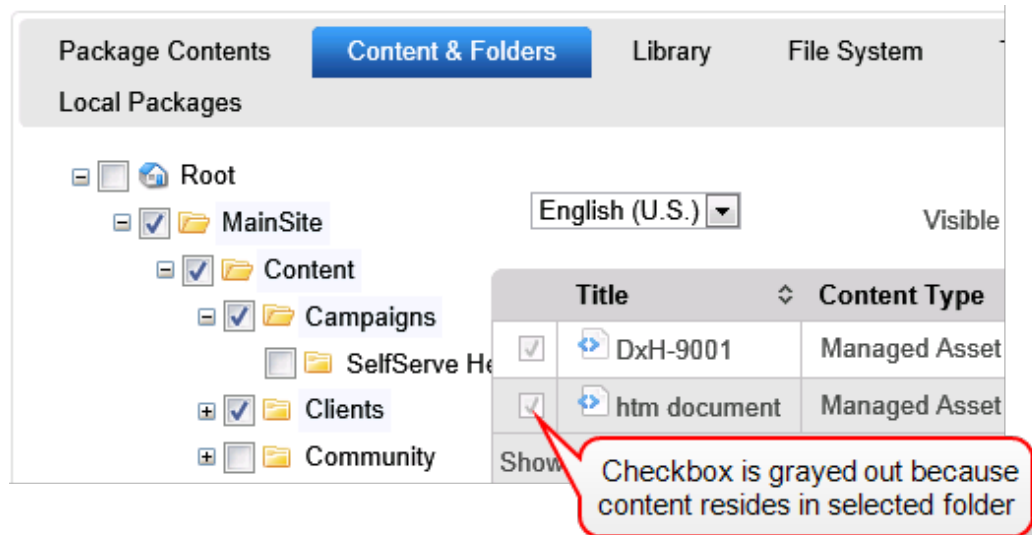 Package Contents
Content & Folders
Library
File System
Local Packages
Root
MainSite
Content
Campaigns
SelfServe
Clients
Community
English (U.S.)
Visible
Title
Content Type
DxH-9001
Managed Asset
htm document
Managed Asset
Show
Checkbox is grayed out because
content resides in selected folder